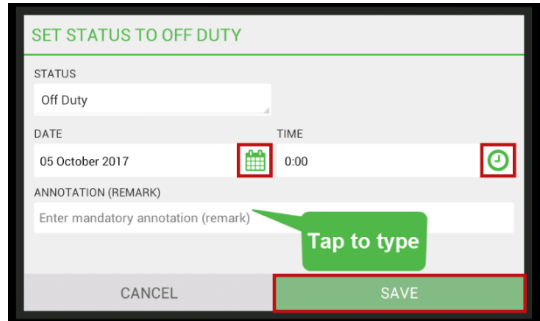 SET STATUS TO OFF DUTY
STATUS
Off Duty
DATE TIME
05 October 2017 0:00
ANNOTATION (REMARK)
Enter mandatory annotation (remark)
Tap to type
CANCEL SAVE